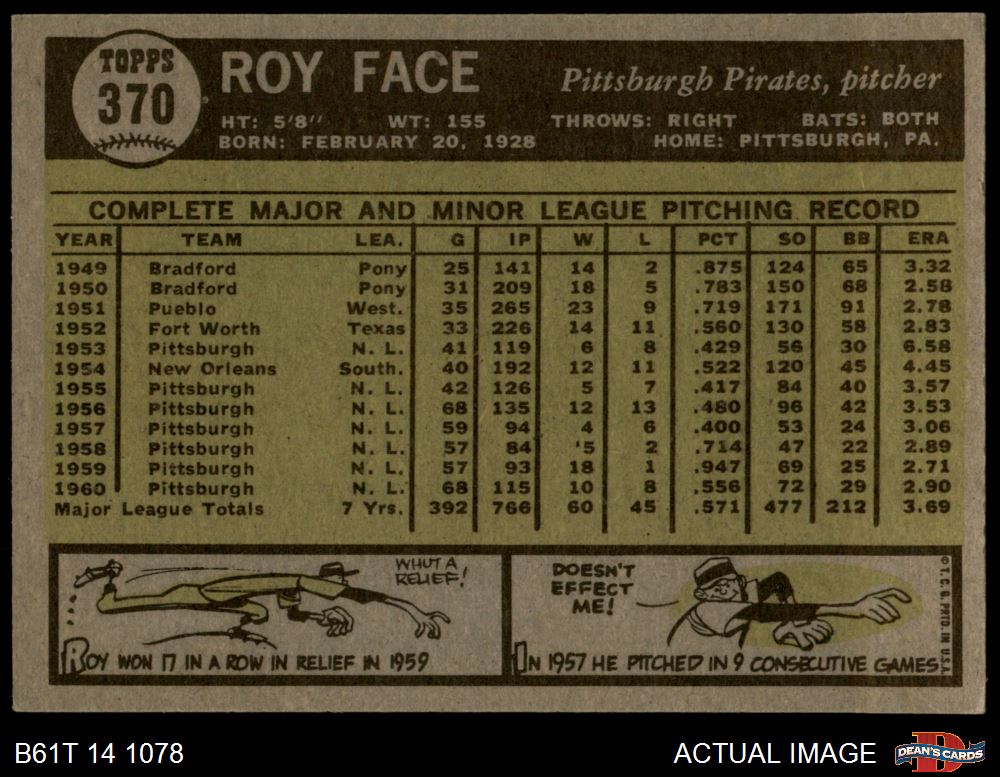 TOPPS
370
ROY FACE Pittsburgh Pirates, pitcher
HT: 5'8" WT: 155 THROWS: RIGHT BATS: BOTH
BORN: FEBRUARY 20, 1928 HOME: PITTSBURGH, PA.
COMPLETE MAJOR AND MINOR LEAGUE PITCHING RECORD
YEAR TEAM LEA. G IP W L PCT SO BB ERA
1949 Bradford Pony 25 141 14 2 .875 124 65 3.32
1950 Bradford Pony 31 209 18 5 .783 150 68 2.58
1951 Pueblo West. 35 265 23 9 .719 171 91 2.78
1952 Fort Worth Texas 33 226 14 11 .560 130 58 2.83
1953 Pittsburgh N. L. 41 119 6 8 .429 56 30 6.58
1954 New Orleans South. 40 192 12 11 .522 120 45 4.45
1955 Pittsburgh N. L. 42 126 5 7 .417 84 40 3.57
1956 Pittsburgh N. L. 68 135 12 13 .480 96 42 3.53
1957 Pittsburgh N. L. 59 94 4 6 .400 53 24 3.06
1958 Pittsburgh N. L. 57 84 '5 2 .714 47 22 2.89
1959 Pittsburgh N. L. 57 93 18 1 .947 69 25 2.71
1960 Pittsburgh N. L. 68 115 10 8 .556 72 29 2.90
Major League Totals 7 Yrs. 392 766 60 45 .571 477 212 3.69
WHUT A
RELIEF!
ROY WON 17 IN A ROW IN RELIEF IN 1959
DOESN'T
EFFECT
ME!
IN 1957 HE PITCHED IN 9 CONSECUTIVE GAMES
© T. C. G. PRTD. IN U.S.A.
B61T 14 1078 ACTUAL IMAGE
D
DEAN'S CARDS